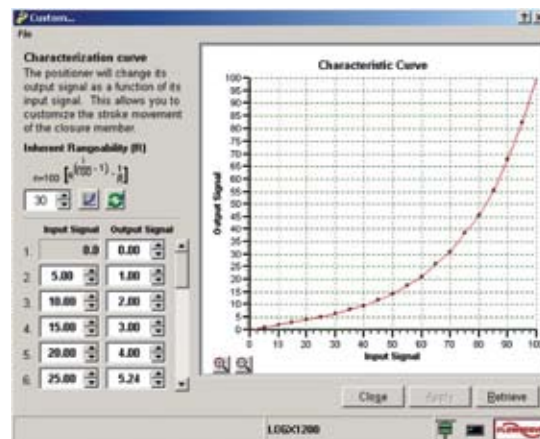 Custom...
File
Characterization curve
The positioner will change its
output signal as a function of its
input signal. This allows you to
customize the stroke movement
of the closure member.
Inherent Rangeability (R)
30
Input Signal Output Signal
1. 0.0 0.00
2. 5.00 1.00
3. 10.00 2.00
4. 15.00 3.00
5. 20.00 4.00
6. 25.00 5.24
Characteristic Curve
Output Signal
100
95
90
85
80
75
70
65
60
55
50
45
40
35
30
25
20
15
10
5
0
0 10 20 30 40 50 60 70 80 90 100
Input Signal
Close Apply Retrieve
LOGIX1200
FLOWSERVE